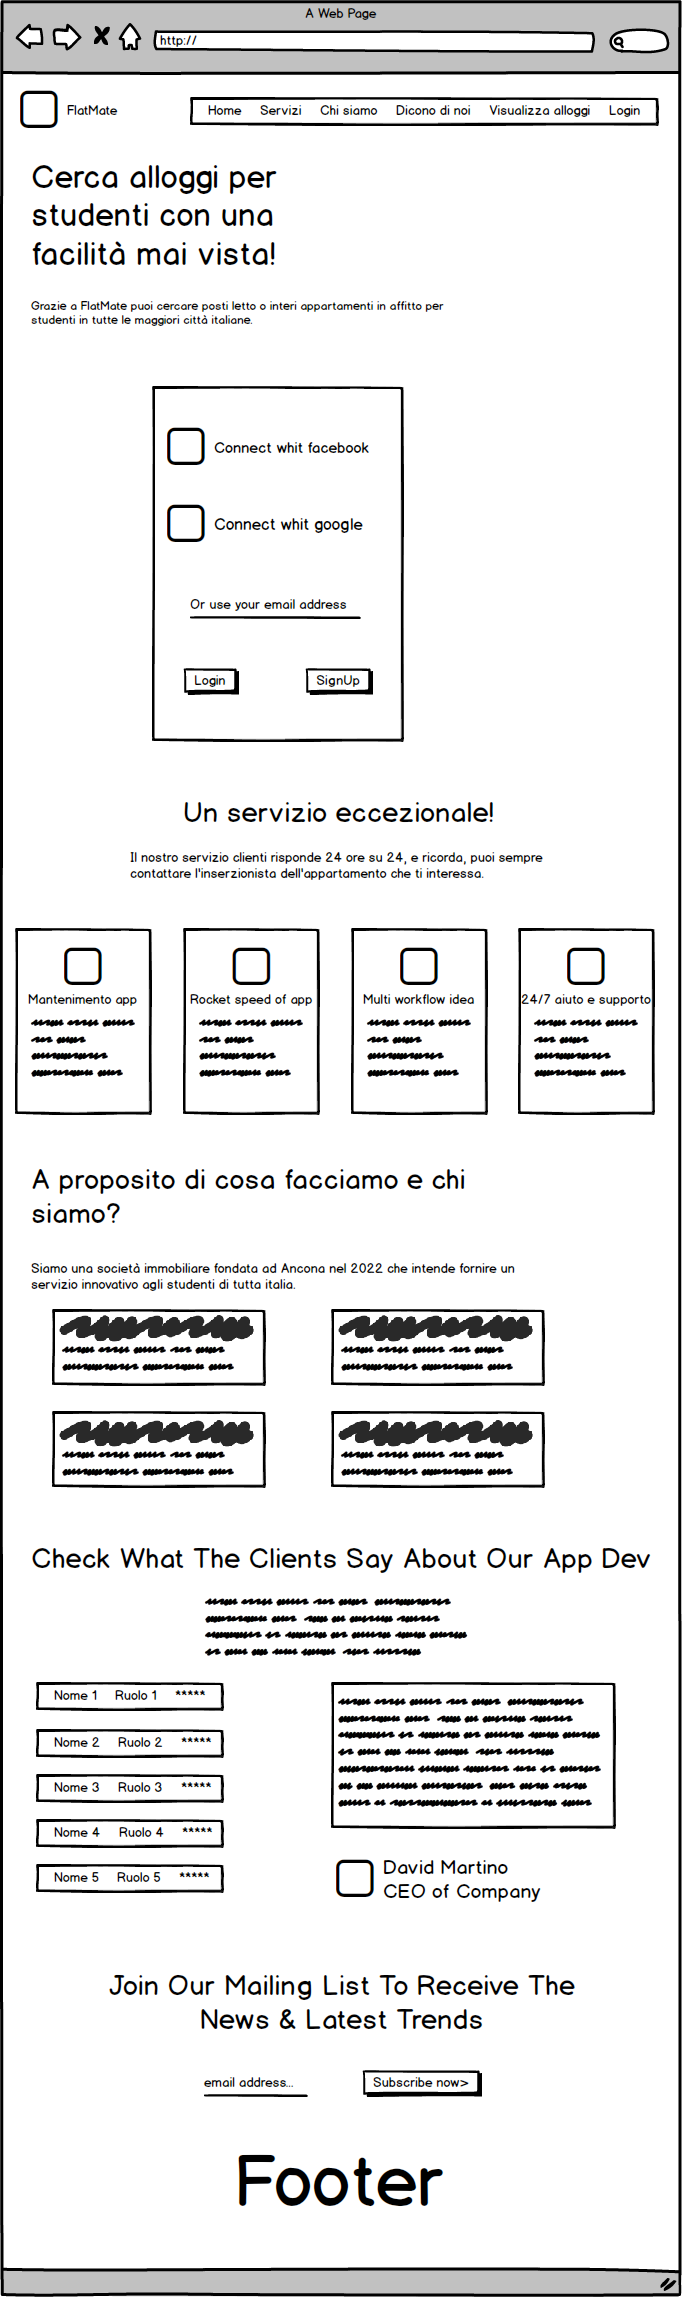 A Web Page
http://
FlatMate
Home Servizi Chi siamo Dicono di noi Visualizza alloggi Login
Cerca alloggi per
studenti con una
facilità mai vista!
Grazie a FlatMate puoi cercare posti letto o interi appartamenti in affitto per
studenti in tutte le maggiori città italiane.
Connect whit facebook
Connect whit google
Or use your email address
Login SignUp
Un servizio eccezionale!
Il nostro servizio clienti risponde 24 ore su 24, e ricorda, puoi sempre
contattare l'inserzionista dell'appartamento che ti interessa.
Mantenimento app Rocket speed of app Multi workflow idea 24/7 aiuto e supporto
A proposito di cosa facciamo e chi
siamo?
Siamo una società immobiliare fondata ad Ancona nel 2022 che intende fornire un
servizio innovativo agli studenti di tutta italia.
Check What The Clients Say About Our App Dev
Nome 1 Ruolo 1 *****
Nome 2 Ruolo 2 *****
Nome 3 Ruolo 3 *****
Nome 4 Ruolo 4 *****
Nome 5 Ruolo 5 *****
David Martino
CEO of Company
Join Our Mailing List To Receive The
News & Latest Trends
email address... Subscribe now>
Footer